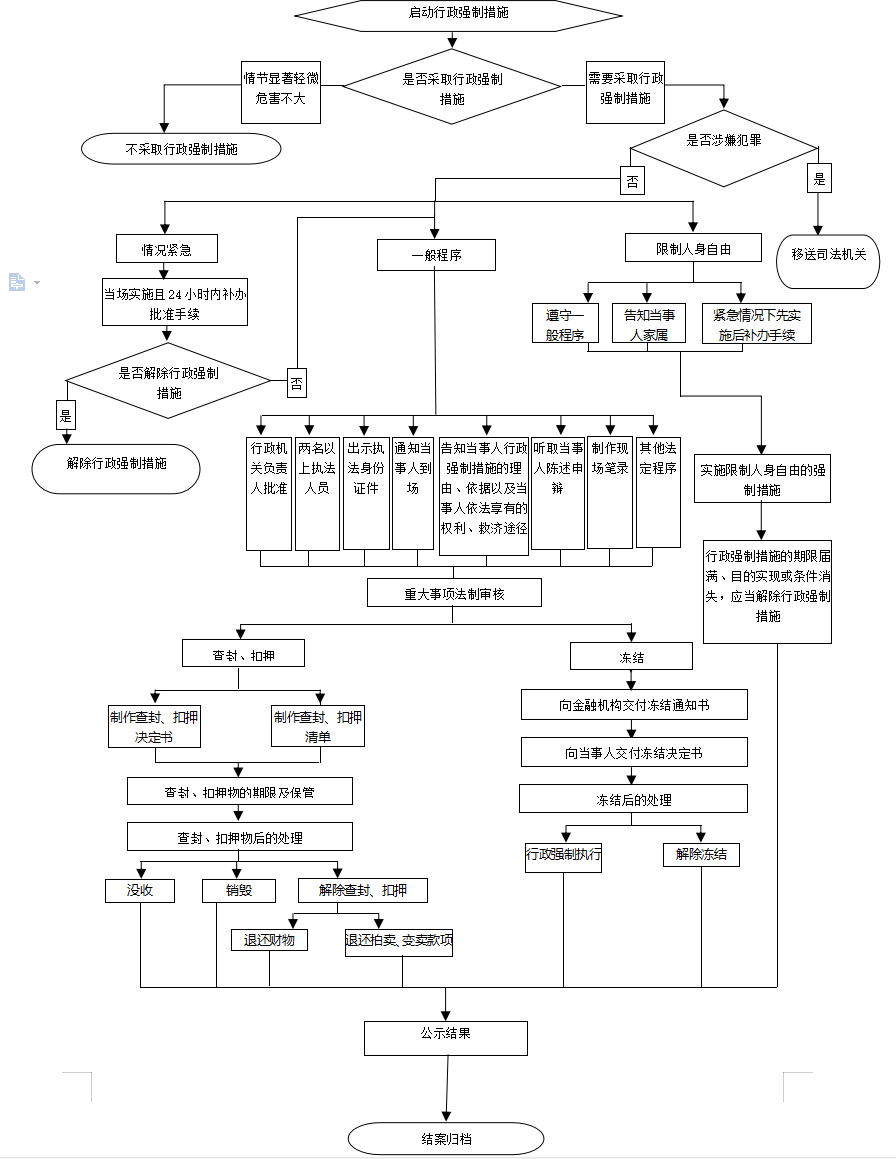 启动行政强制措施
情节显著轻微
危害不大
是否采取行政强制
措施
需要采取行政
强制措施
不采取行政强制措施
是否涉嫌犯罪
否
是
情况紧急
一般程序
限制人身自由
移送司法机关
当场实施且24小时内补办
批准手续
遵守一
般程序
告知当事
人家属
紧急情况下先实
施后补办手续
是否解除行政强制
措施
否
是
解除行政强制措施
行政机
关负责
人批准
两名以
上执法
人员
出示执
法身份
证件
通知当
事人到
场
告知当事人行政
强制措施的理
由、依据以及当
事人依法享有的
权利、救济途径
听取当事
人陈述申
辩
制作现
场笔录
其他法
定程序
实施限制人身自由的强
制措施
行政强制措施的期限届
满、目的实现或条件消
失，应当解除行政强制
措施
重大事项法制审核
查封、扣押
冻结
制作查封、扣押
决定书
制作查封、扣押
清单
向金融机构交付冻结通知书
向当事人交付冻结决定书
查封、扣押物的期限及保管
冻结后的处理
查封、扣押物后的处理
行政强制执行
解除冻结
没收
销毁
解除查封、扣押
退还财物
退还拍卖、变卖款项
公示结果
结案归档